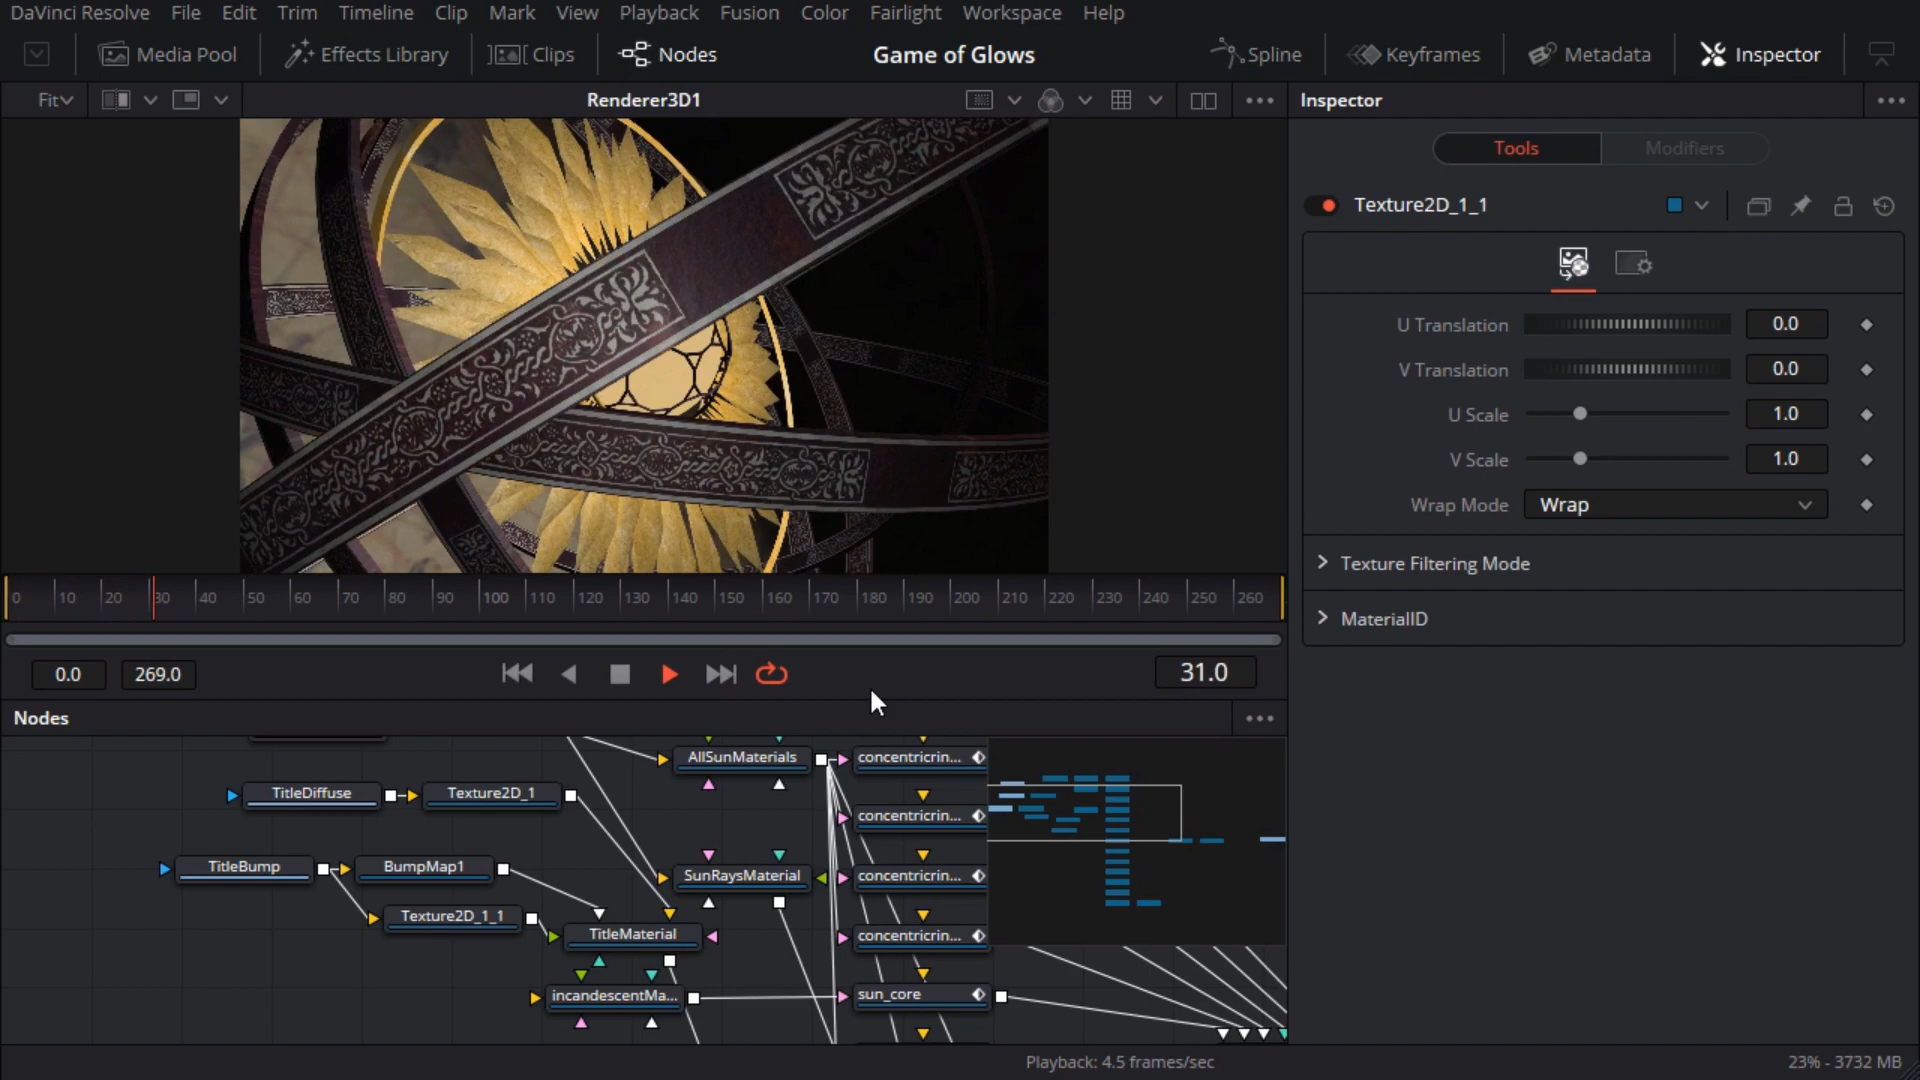 DaVinci Resolve File Edit Trim Timeline Clip Mark View Playback Fusion Color Fairlight Workspace Help
Media Pool Effects Library Clips Nodes Game of Glows Spline Keyframes Metadata Inspector
Fit Renderer3D1 Inspector
Tools Modifiers
Texture2D_1_1
U Translation 0.0
V Translation 0.0
U Scale 1.0
V Scale 1.0
Wrap Mode Wrap
Texture Filtering Mode
MaterialID
0 10 20 30 40 50 60 70 80 90 100 110 120 130 140 150 160 170 180 190 200 210 220 230 240 250 260
0.0 269.0 31.0
Nodes
AllSunMaterials concentricrin...
TitleDiffuse Texture2D_1 concentricrin...
TitleBump BumpMap1 SunRaysMaterial concentricrin...
Texture2D_1_1 TitleMaterial concentricrin...
incandescentMa... sun_core
Playback: 4.5 frames/sec 23% - 3732 MB